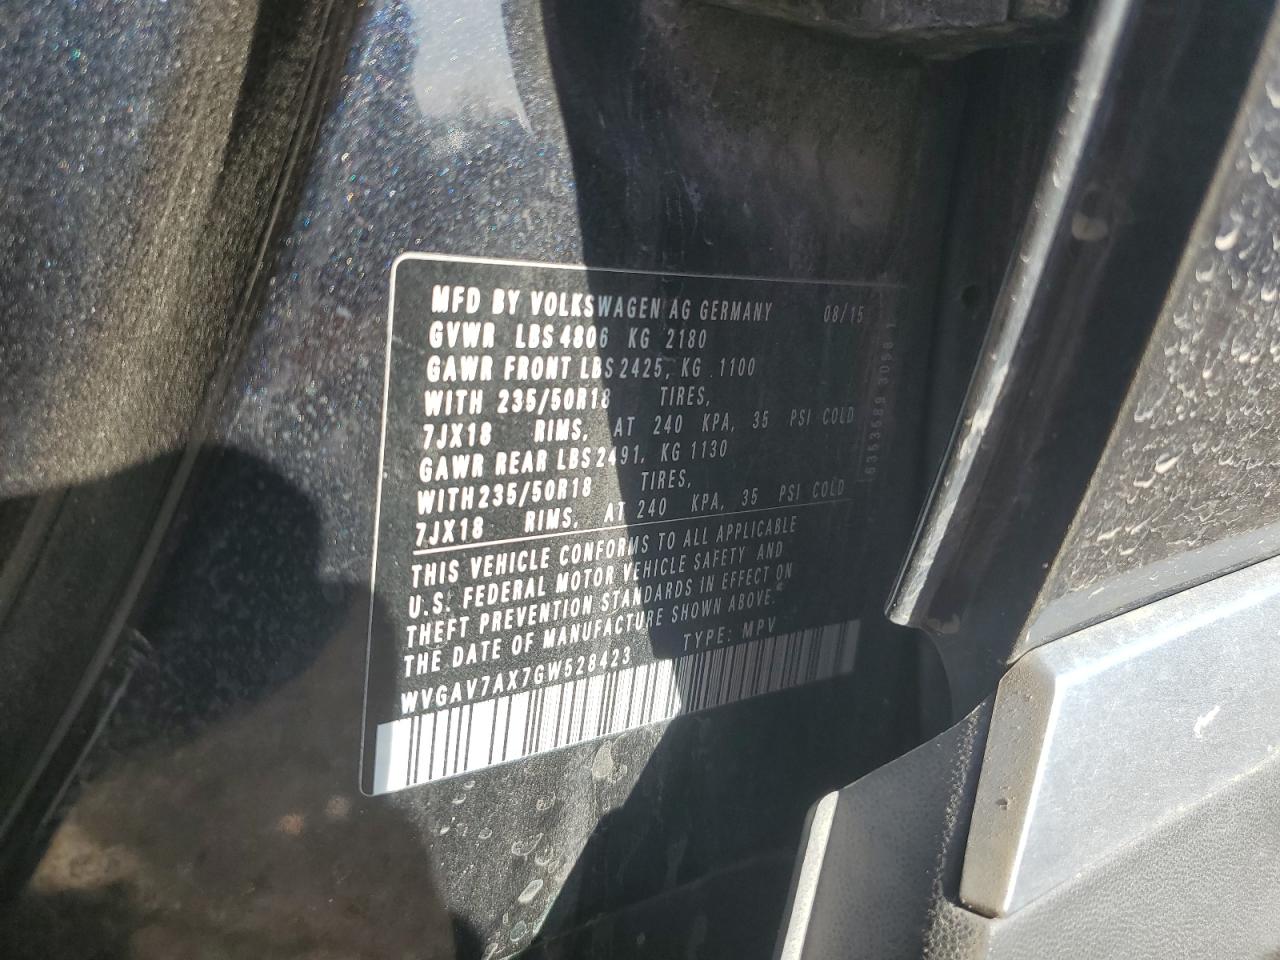 MFD BY VOLKSWAGEN AG GERMANY 08/15
GVWR LBS 4806 KG 2180
GAWR FRONT LBS 2425, KG 1100
WITH 235/50R18 TIRES,
7JX18 RIMS, AT 240 KPA, 35 PSI COLD
GAWR REAR LBS 2491, KG 1130
WITH 235/50R18 TIRES,
7JX18 RIMS, AT 240 KPA, 35 PSI COLD
THIS VEHICLE CONFORMS TO ALL APPLICABLE
U.S. FEDERAL MOTOR VEHICLE SAFETY AND
THEFT PREVENTION STANDARDS IN EFFECT ON
THE DATE OF MANUFACTURE SHOWN ABOVE.
WVGAV7AX7GW528423 TYPE: MPV